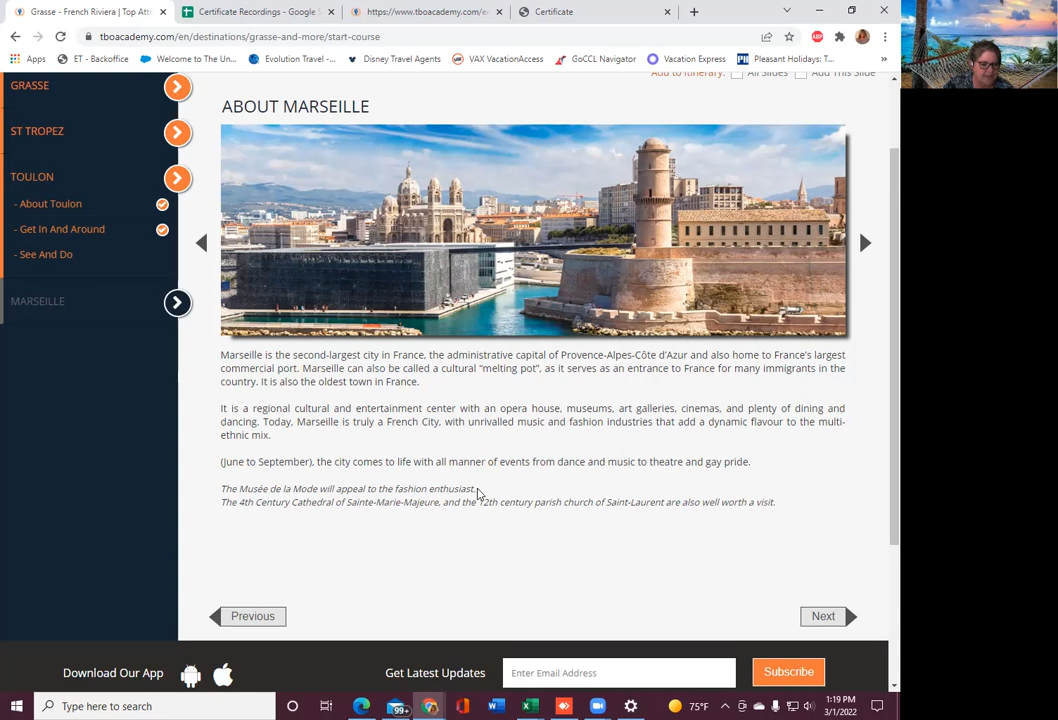 Grasse - French Riviera | Top Att
Certificate Recordings - Google S
https://www.tboacademy.com/e
Certificate
tboacademy.com/en/destinations/grasse-and-more/start-course
ABP
Apps
ET - Backoffice
Welcome to The Un...
Evolution Travel -...
Disney Travel Agents
VAX VacationAccess
GoCCL Navigator
Vacation Express
Pleasant Holidays: T...
GRASSE
ST TROPEZ
TOULON
- About Toulon
- Get In And Around
- See And Do
MARSEILLE
Add to Itinerary:
All Slides
Add This Slide
ABOUT MARSEILLE
Marseille is the second-largest city in France, the administrative capital of Provence-Alpes-Côte d'Azur and also home to France's largest
commercial port. Marseille can also be called a cultural "melting pot", as it serves as an entrance to France for many immigrants in the
country. It is also the oldest town in France.
It is a regional cultural and entertainment center with an opera house, museums, art galleries, cinemas, and plenty of dining and
dancing. Today, Marseille is truly a French City, with unrivalled music and fashion industries that add a dynamic flavour to the multi-
ethnic mix.
(June to September), the city comes to life with all manner of events from dance and music to theatre and gay pride.
The Musée de la Mode will appeal to the fashion enthusiast.
The 4th Century Cathedral of Sainte-Marie-Majeure, and the 12th century parish church of Saint-Laurent are also well worth a visit.
Previous
Next
Download Our App
Get Latest Updates
Enter Email Address
Subscribe
Type here to search
99+
75°F
1:19 PM
3/1/2022